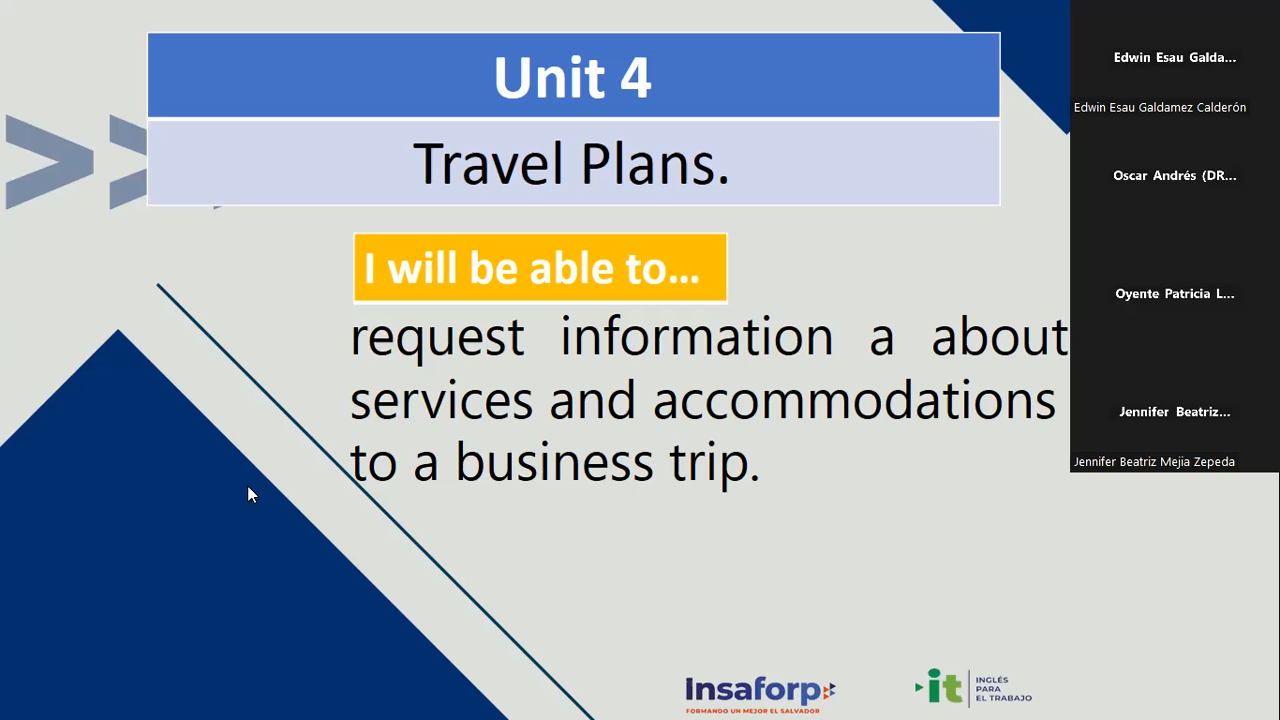 Unit 4
Travel Plans.
I will be able to...
request information a about
services and accommodations
to a business trip.
Edwin Esau Galda...
Edwin Esau Galdamez Calderón
Oscar Andrés (DR...
Oyente Patricia L...
Jennifer Beatriz...
Jennifer Beatriz Mejia Zepeda
Insaforp
FORMANDO UN MEJOR EL SALVADOR
it
INGLÉS
PARA
EL TRABAJO